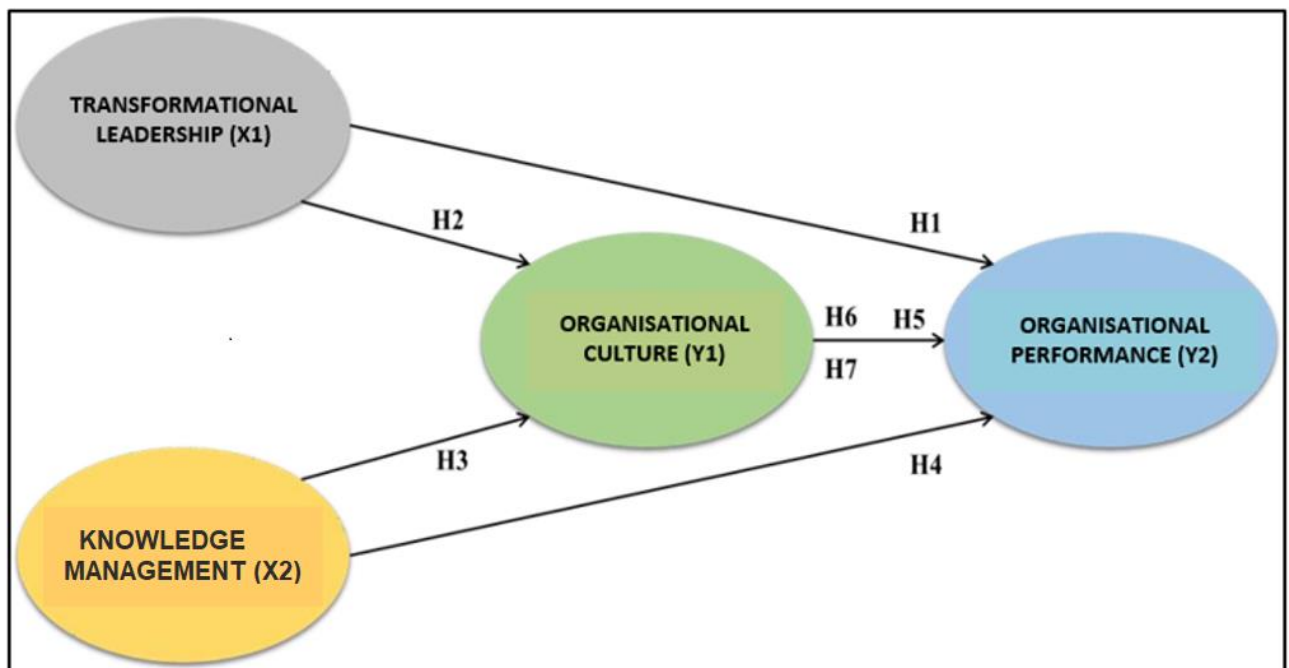 TRANSFORMATIONAL
LEADERSHIP (X1)
H2
H1
ORGANISATIONAL
CULTURE (Y1)
H6 H5
H7
ORGANISATIONAL
PERFORMANCE (Y2)
H3
H4
KNOWLEDGE
MANAGEMENT (X2)